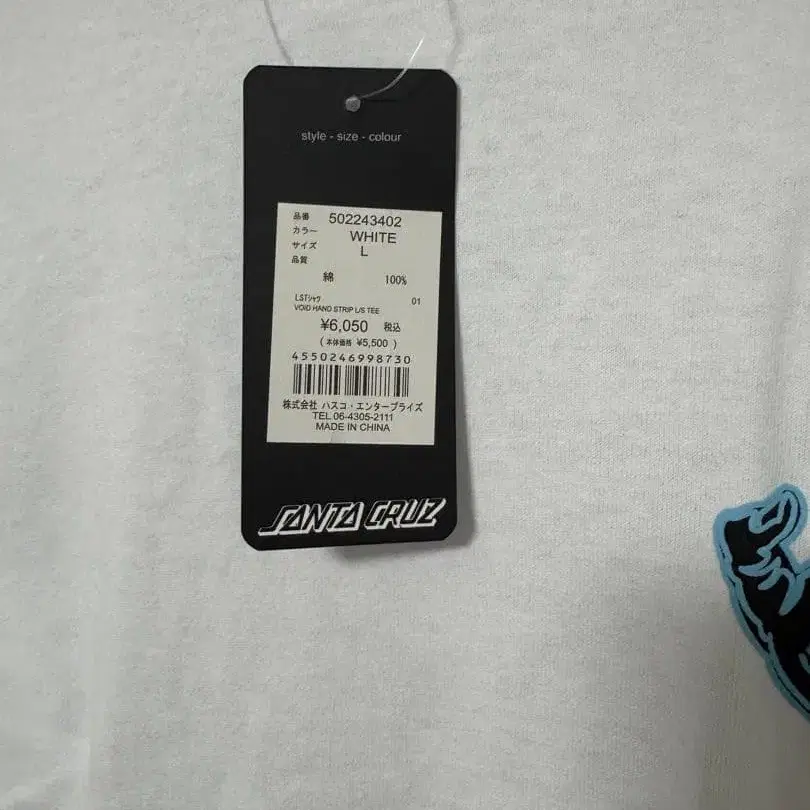 style - size - colour
品番 502243402
カラー WHITE
サイズ L
品質
綿 100%
LSTシャツ 01
VOID HAND STRIP L/S TEE
¥6,050 税込
(本体価格 ¥5,500 )
4550246998730
株式会社 ハスコ・エンタープライズ
TEL.06-4305-2111
MADE IN CHINA
SANTA CRUZ